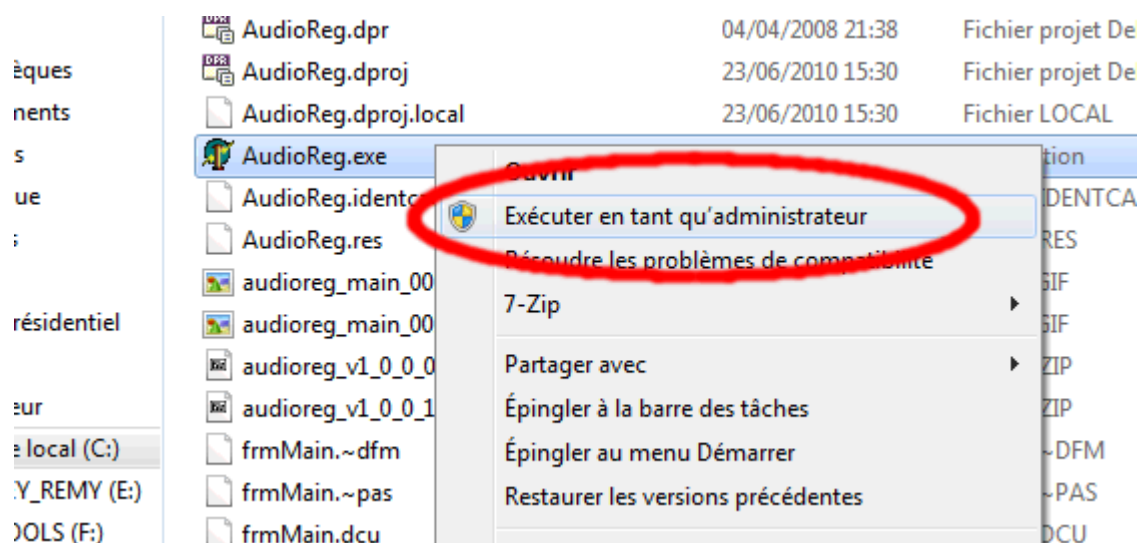 AudioReg.dpr 04/04/2008 21:38 Fichier projet De
èques AudioReg.dproj 23/06/2010 15:30 Fichier projet De
ments AudioReg.dproj.local 23/06/2010 15:30 Fichier LOCAL
s AudioReg.exe Ouvrir tion
ue AudioReg.identc Exécuter en tant qu'administrateur IDENTCA
AudioReg.res Résoudre les problèmes de compatibilité RES
audioreg_main_00 7-Zip GIF
résidentiel audioreg_main_00 GIF
audioreg_v1_0_0_0 Partager avec ZIP
eur audioreg_v1_0_0_1 Épingler à la barre des tâches ZIP
e local (C:) frmMain.~dfm Épingler au menu Démarrer ~DFM
Y_REMY (E:) frmMain.~pas Restaurer les versions précédentes ~PAS
OOLS (F:) frmMain.dcu DCU